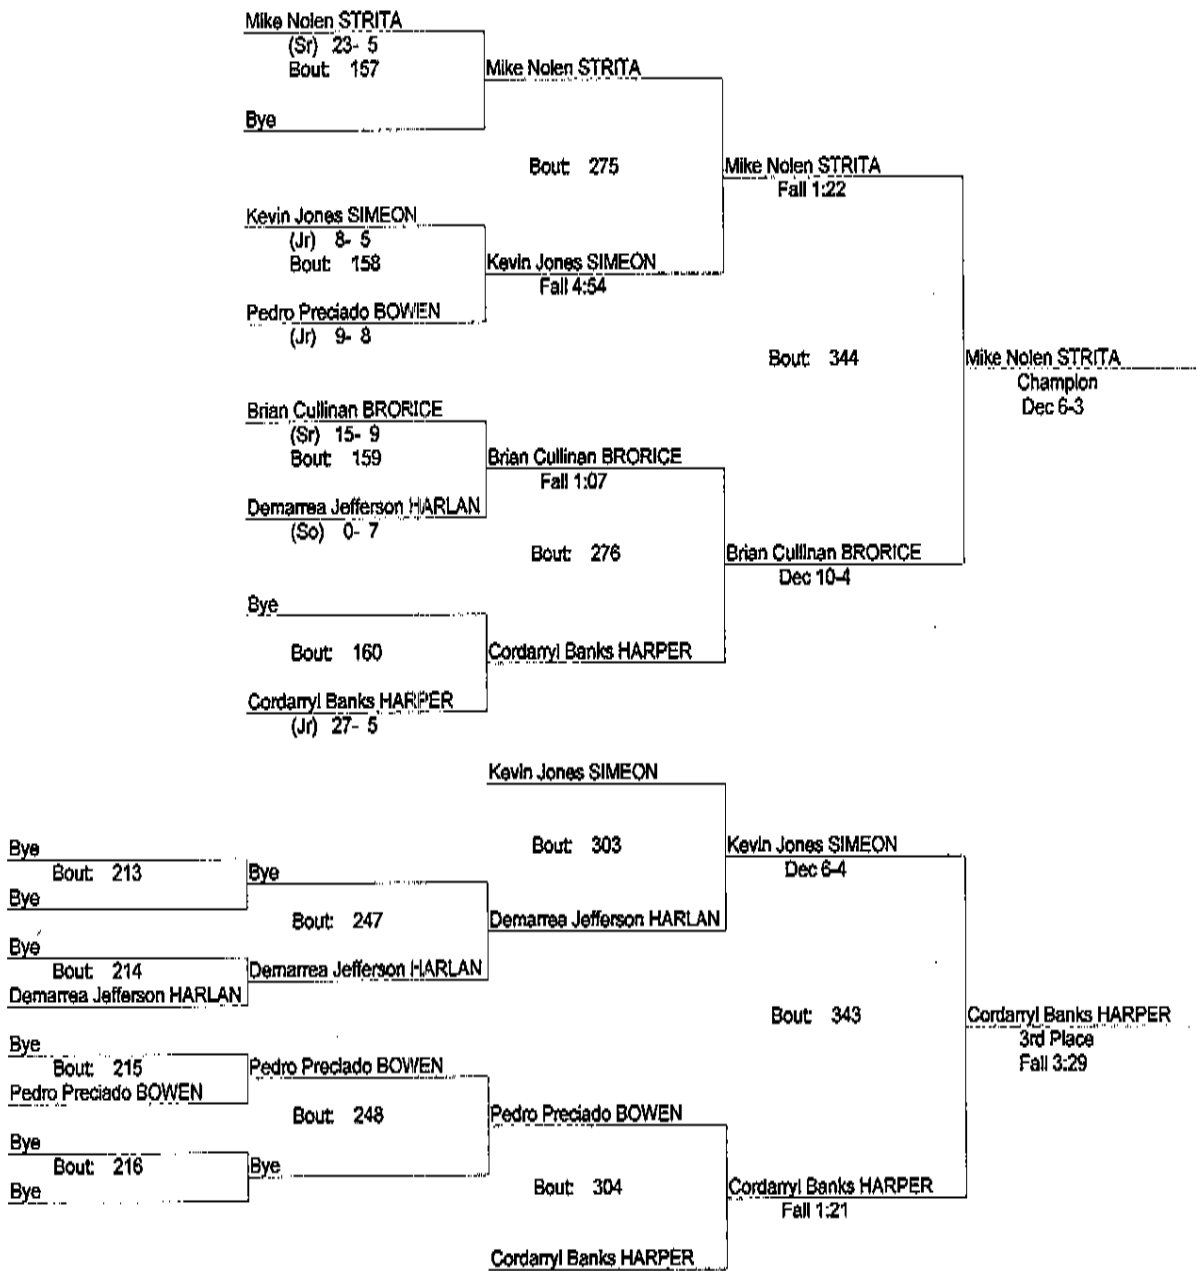 Mike Nolen STRITA
(Sr) 23- 5
Bout: 157
Mike Nolen STRITA
Bye
Bout: 275
Mike Nolen STRITA
Fall 1:22
Kevin Jones SIMEON
(Jr) 8- 5
Bout: 158
Kevin Jones SIMEON
Fall 4:54
Pedro Preciado BOWEN
(Jr) 9- 8
Bout: 344
Mike Nolen STRITA
Champion
Dec 6-3
Brian Cullinan BRORICE
(Sr) 15- 9
Bout: 159
Brian Cullinan BRORICE
Fall 1:07
Demarrea Jefferson HARLAN
(So) 0- 7
Bout: 276
Brian Cullinan BRORICE
Dec 10-4
Bye
Bout: 160
Cordarryl Banks HARPER
Cordarryl Banks HARPER
(Jr) 27- 5
Kevin Jones SIMEON
Bout: 303
Kevin Jones SIMEON
Dec 6-4
Bye
Bout: 213
Bye
Bye
Bout: 247
Demarrea Jefferson HARLAN
Bye
Bout: 214
Demarrea Jefferson HARLAN
Demarrea Jefferson HARLAN
Bout: 343
Cordarryl Banks HARPER
3rd Place
Fall 3:29
Bye
Bout: 215
Pedro Preciado BOWEN
Pedro Preciado BOWEN
Bout: 248
Pedro Preciado BOWEN
Bye
Bout: 216
Bye
Bye
Bout: 304
Cordarryl Banks HARPER
Fall 1:21
Cordarryl Banks HARPER